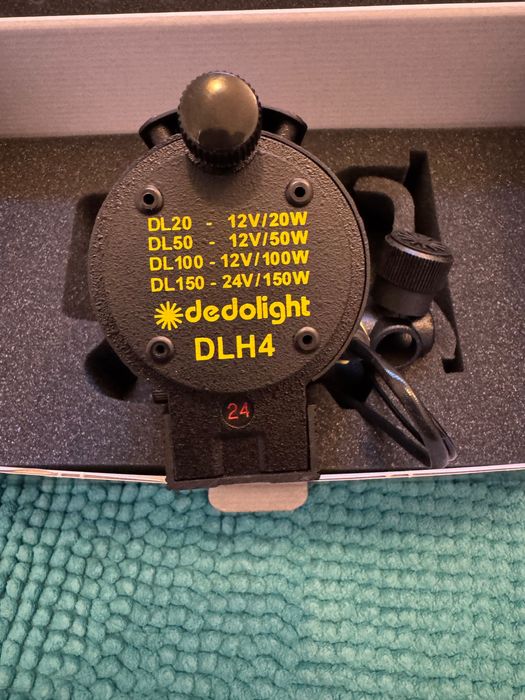 DL20 - 12V/20W
DL50 - 12V/50W
DL100 - 12V/100W
DL150 - 24V/150W
dedolight
DLH4
24